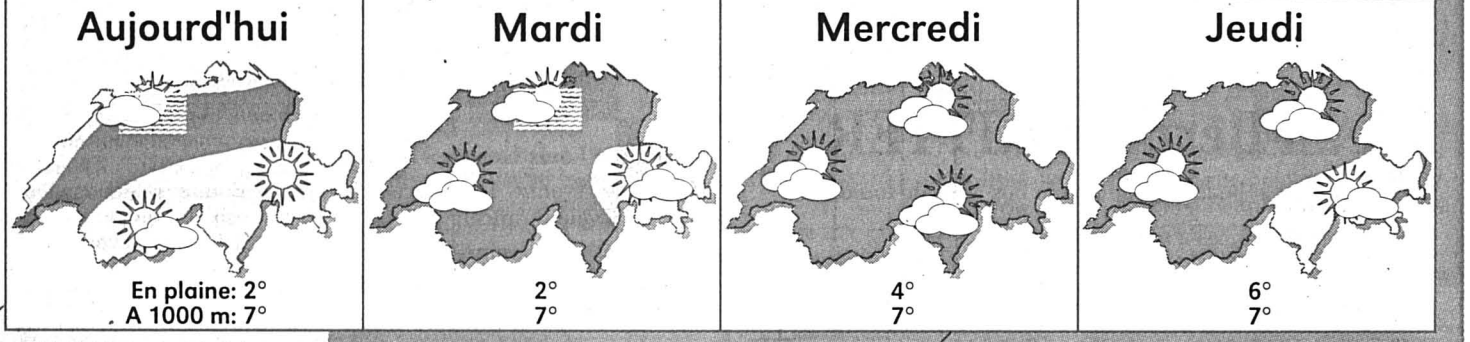 Aujourd'hui
En plaine: 2°
A 1000 m: 7°
Mardi
2°
7°
Mercredi
4°
7°
Jeudi
6°
7°